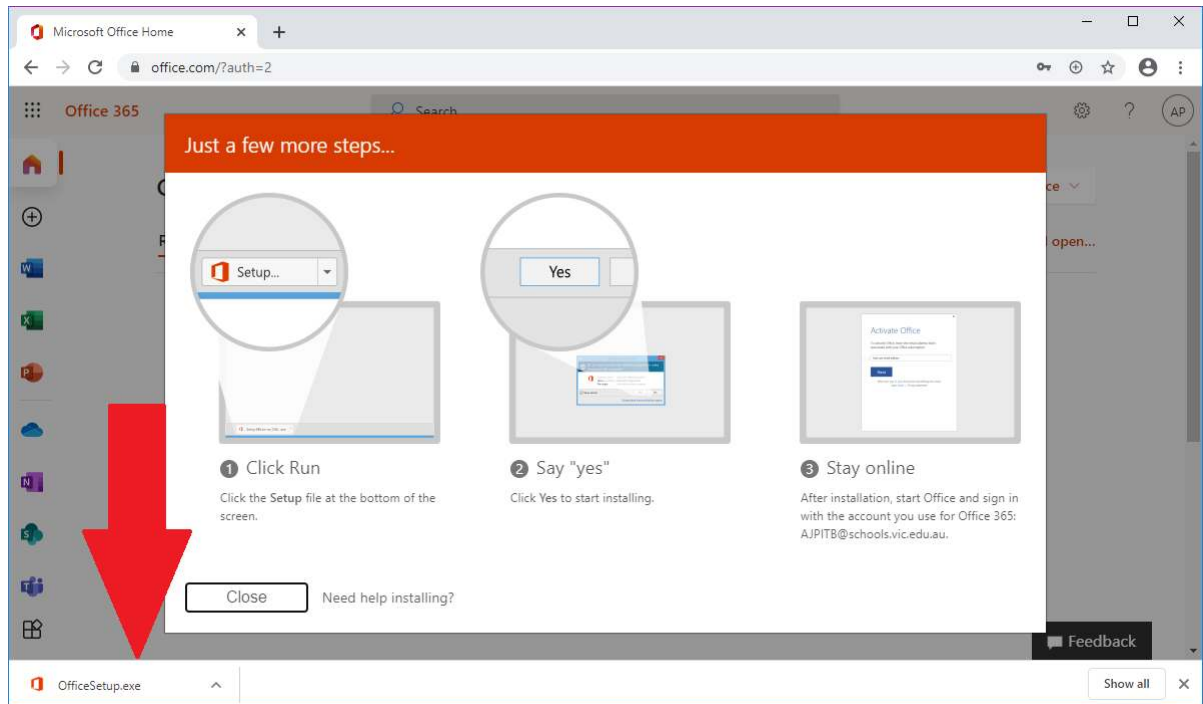 Microsoft Office Home
office.com/?auth=2
Office 365
Search
AP
Just a few more steps...
ce
open...
Setup...
Yes
Activate Office
1 Click Run
2 Say "yes"
3 Stay online
Click the Setup file at the bottom of the
screen.
Click Yes to start installing.
After installation, start Office and sign in
with the account you use for Office 365:
AJPITB@schools.vic.edu.au.
Close
Need help installing?
Feedback
OfficeSetup.exe
Show all